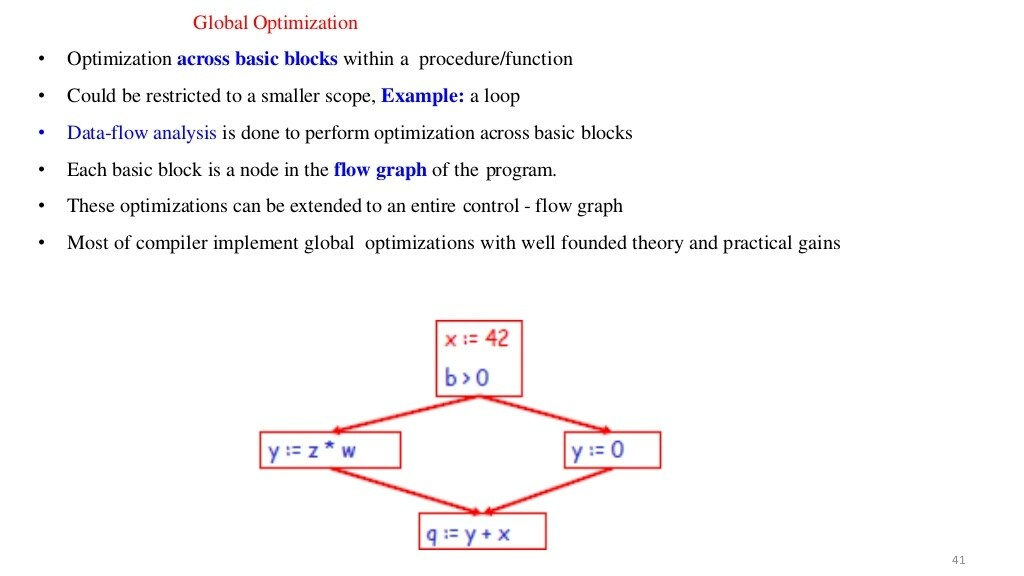 Global Optimization
• Optimization across basic blocks within a procedure/function
• Could be restricted to a smaller scope, Example: a loop
• Data-flow analysis is done to perform optimization across basic blocks
• Each basic block is a node in the flow graph of the program.
• These optimizations can be extended to an entire control - flow graph
• Most of compiler implement global optimizations with well founded theory and practical gains
x := 42
b > 0
y := z * w
y := 0
q := y + x
41